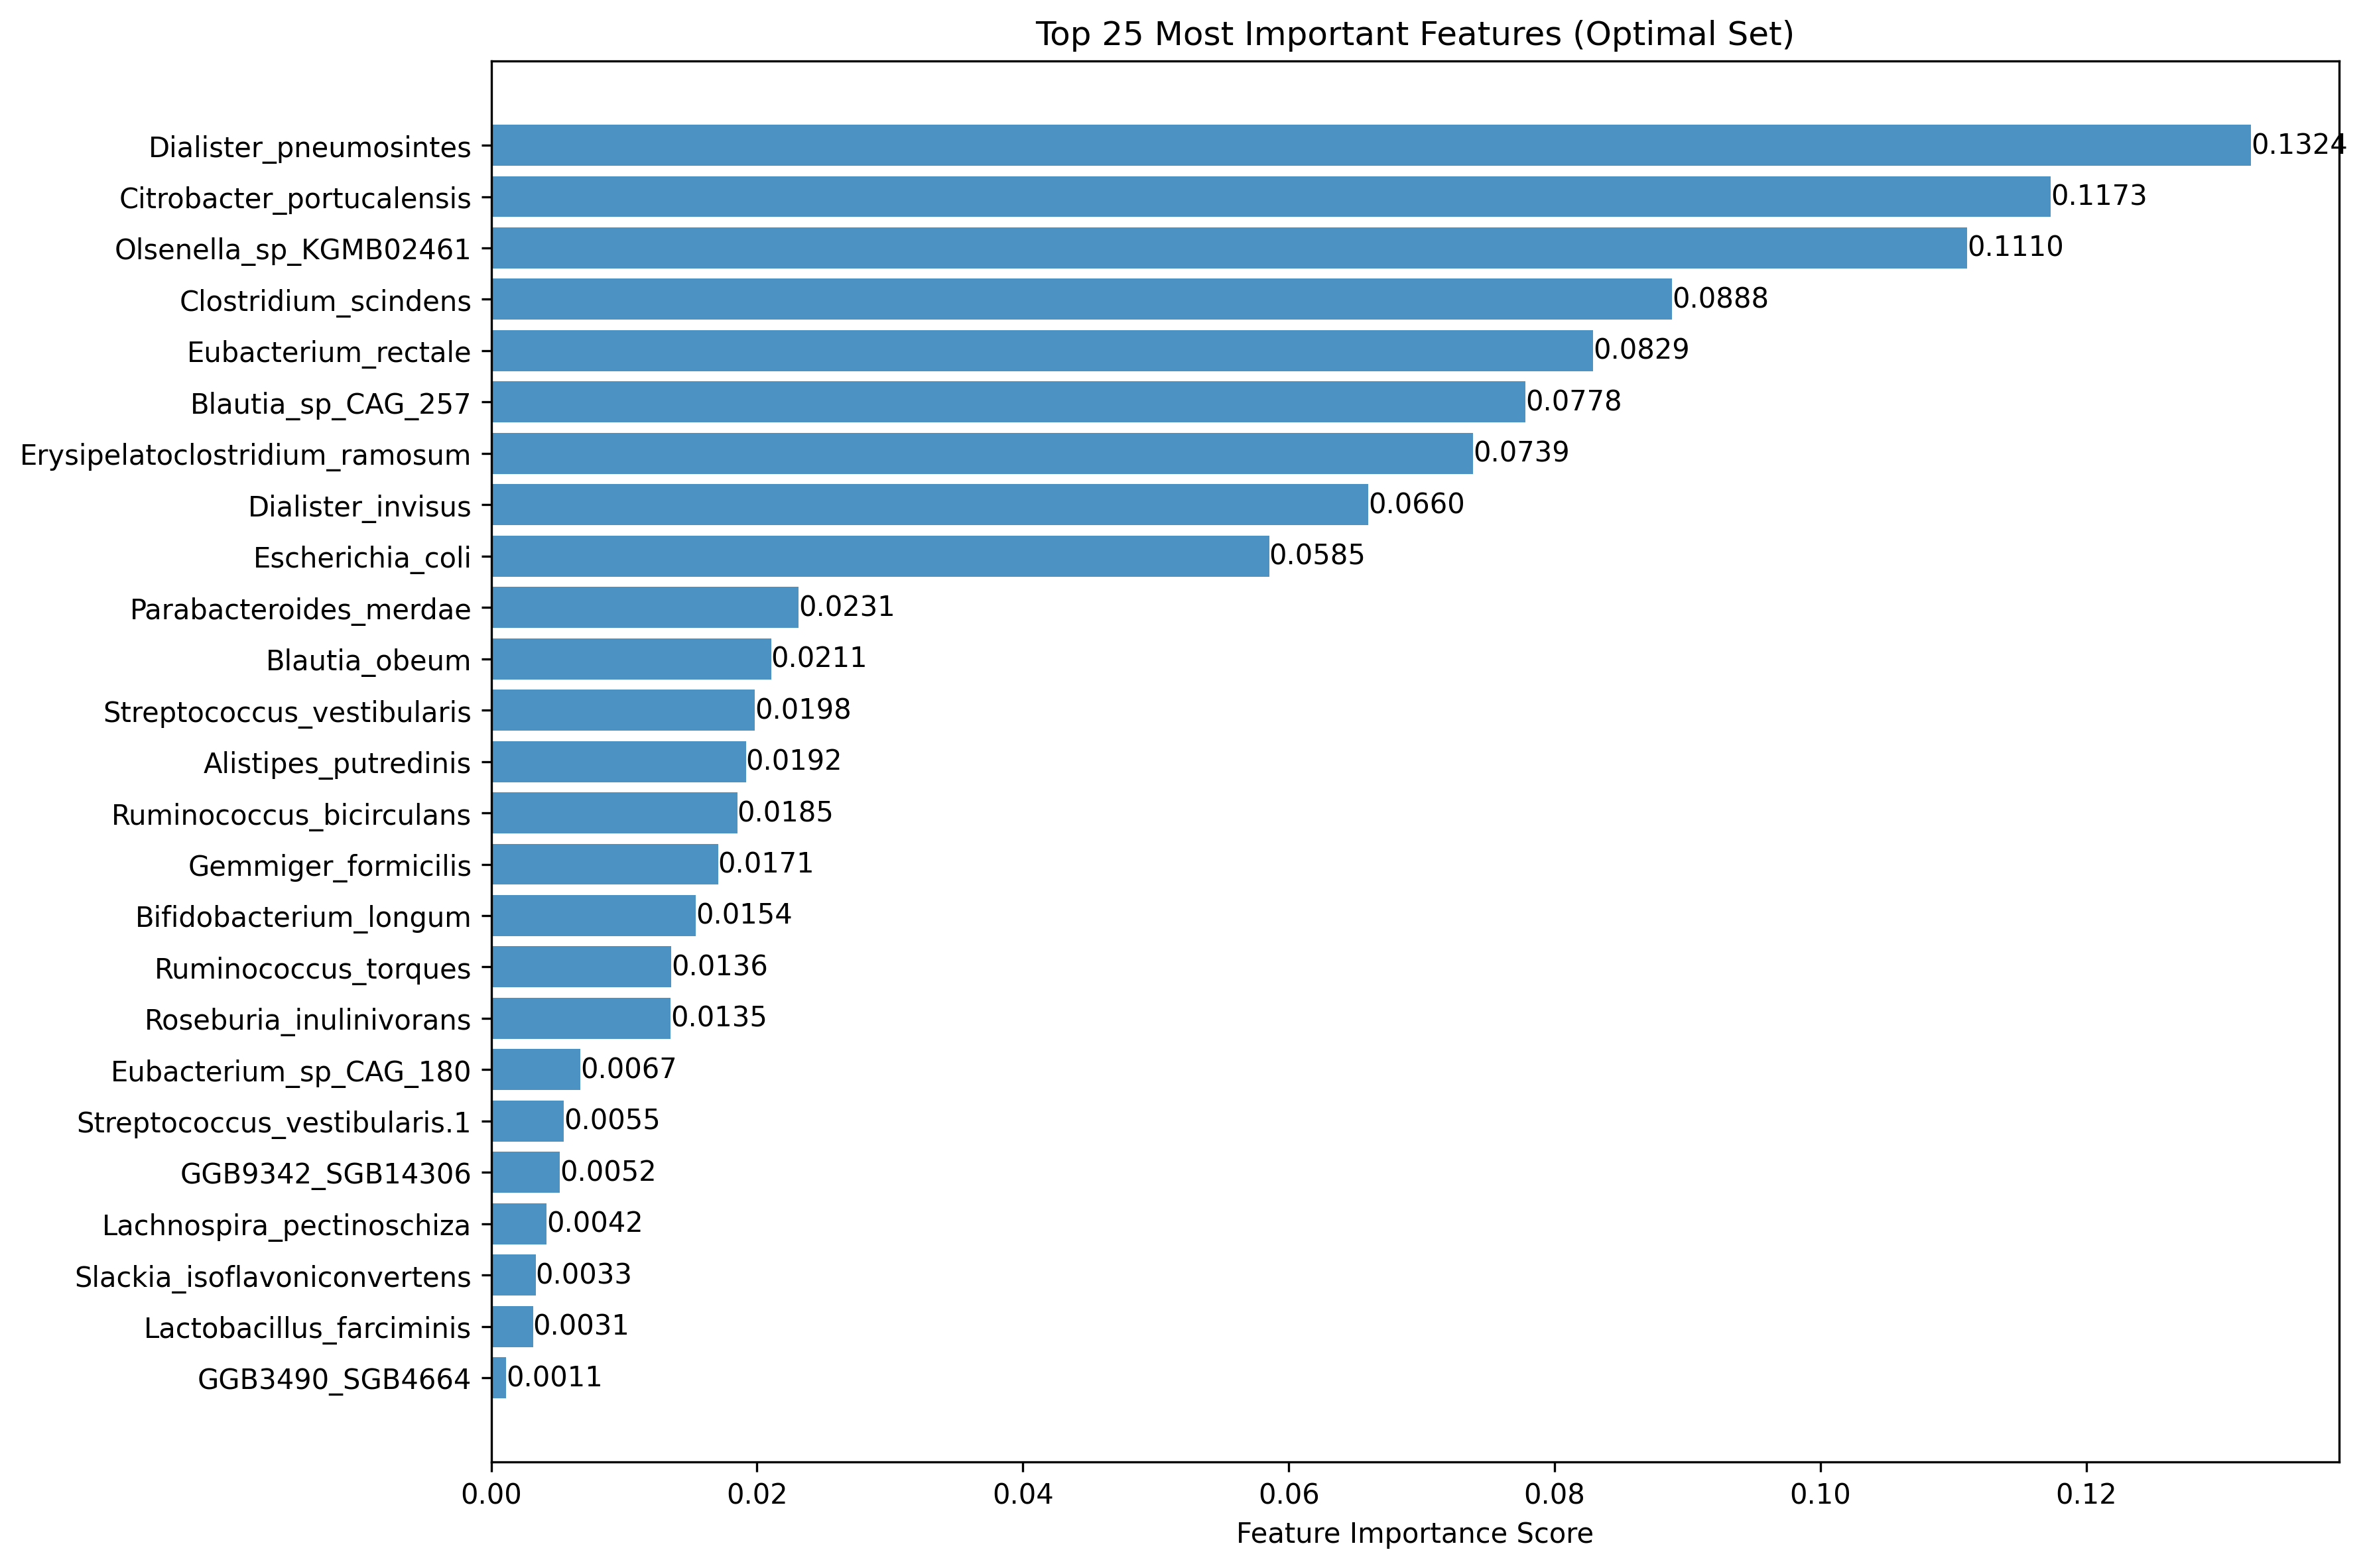 Top 25 Most Important Features (Optimal Set)
Dialister_pneumosintes 0.1324
Citrobacter_portucalensis 0.1173
Olsenella_sp_KGMB02461 0.1110
Clostridium_scindens 0.0888
Eubacterium_rectale 0.0829
Blautia_sp_CAG_257 0.0778
Erysipelatoclostridium_ramosum 0.0739
Dialister_invisus 0.0660
Escherichia_coli 0.0585
Parabacteroides_merdae 0.0231
Blautia_obeum 0.0211
Streptococcus_vestibularis 0.0198
Alistipes_putredinis 0.0192
Ruminococcus_bicirculans 0.0185
Gemmiger_formicilis 0.0171
Bifidobacterium_longum 0.0154
Ruminococcus_torques 0.0136
Roseburia_inulinivorans 0.0135
Eubacterium_sp_CAG_180 0.0067
Streptococcus_vestibularis.1 0.0055
GGB9342_SGB14306 0.0052
Lachnospira_pectinoschiza 0.0042
Slackia_isoflavoniconvertens 0.0033
Lactobacillus_farciminis 0.0031
GGB3490_SGB4664 0.0011
0.00 0.02 0.04 0.06 0.08 0.10 0.12
Feature Importance Score